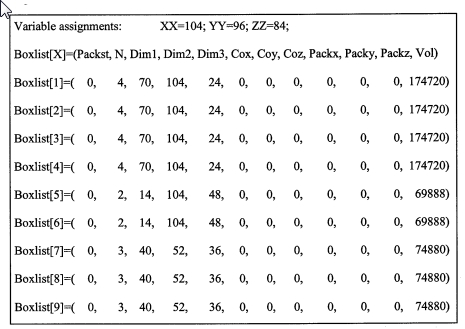 Variable assignments: XX=104; YY=96; ZZ=84;
Boxlist[X]=(Packst, N, Dim1, Dim2, Dim3, Cox, Coy, Coz, Packx, Packy, Packz, Vol)
Boxlist[1]=( 0, 4, 70, 104, 24, 0, 0, 0, 0, 0, 0, 174720)
Boxlist[2]=( 0, 4, 70, 104, 24, 0, 0, 0, 0, 0, 0, 174720)
Boxlist[3]=( 0, 4, 70, 104, 24, 0, 0, 0, 0, 0, 0, 174720)
Boxlist[4]=( 0, 4, 70, 104, 24, 0, 0, 0, 0, 0, 0, 174720)
Boxlist[5]=( 0, 2, 14, 104, 48, 0, 0, 0, 0, 0, 0, 69888)
Boxlist[6]=( 0, 2, 14, 104, 48, 0, 0, 0, 0, 0, 0, 69888)
Boxlist[7]=( 0, 3, 40, 52, 36, 0, 0, 0, 0, 0, 0, 74880)
Boxlist[8]=( 0, 3, 40, 52, 36, 0, 0, 0, 0, 0, 0, 74880)
Boxlist[9]=( 0, 3, 40, 52, 36, 0, 0, 0, 0, 0, 0, 74880)